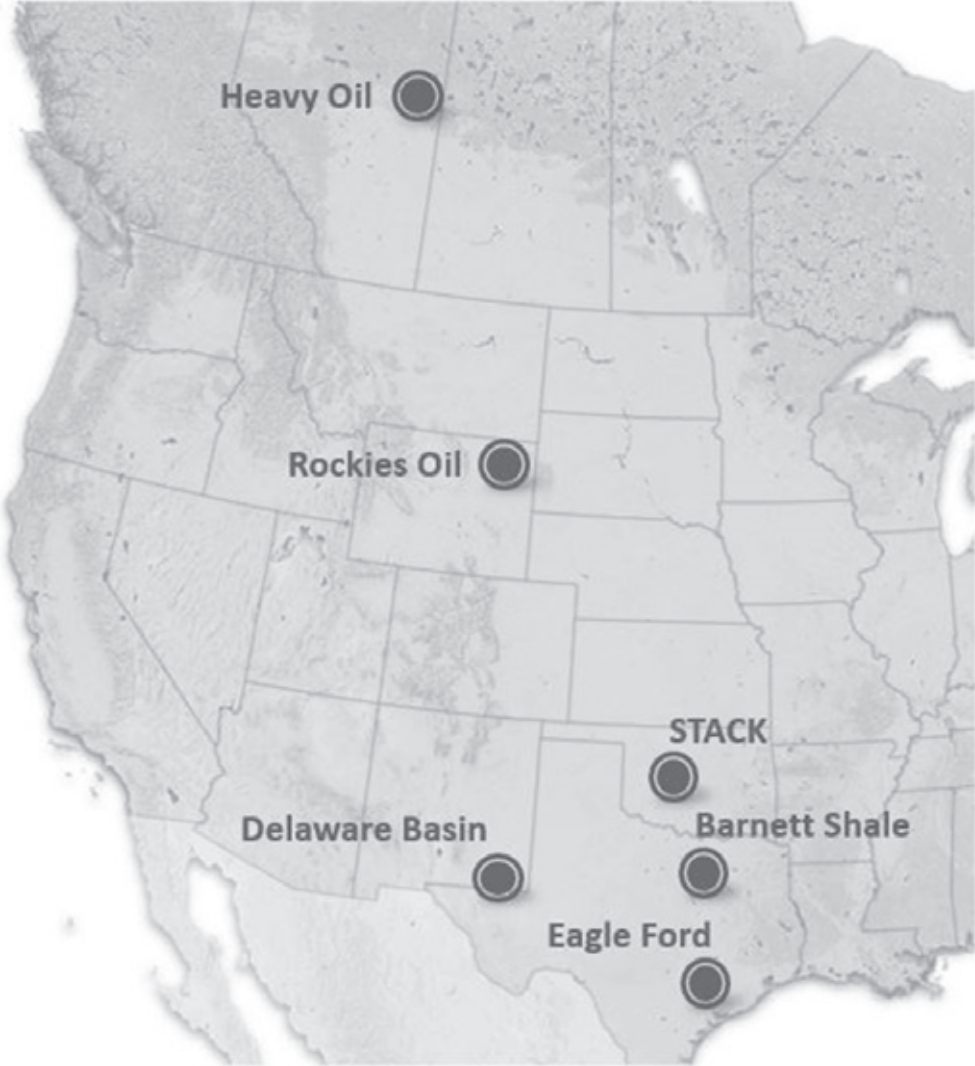 Heavy Oil
Rockies Oil
STACK
Barnett Shale
Delaware Basin
Eagle Ford